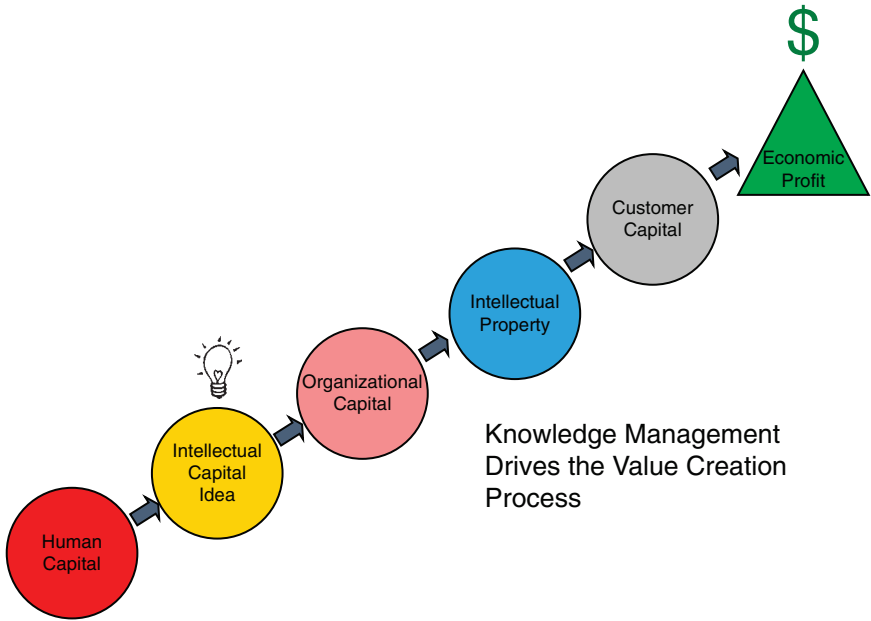 $
Economic
Profit
Customer
Capital
Intellectual
Property
Organizational
Capital
Intellectual
Capital
Idea
Human
Capital
Knowledge Management
Drives the Value Creation
Process